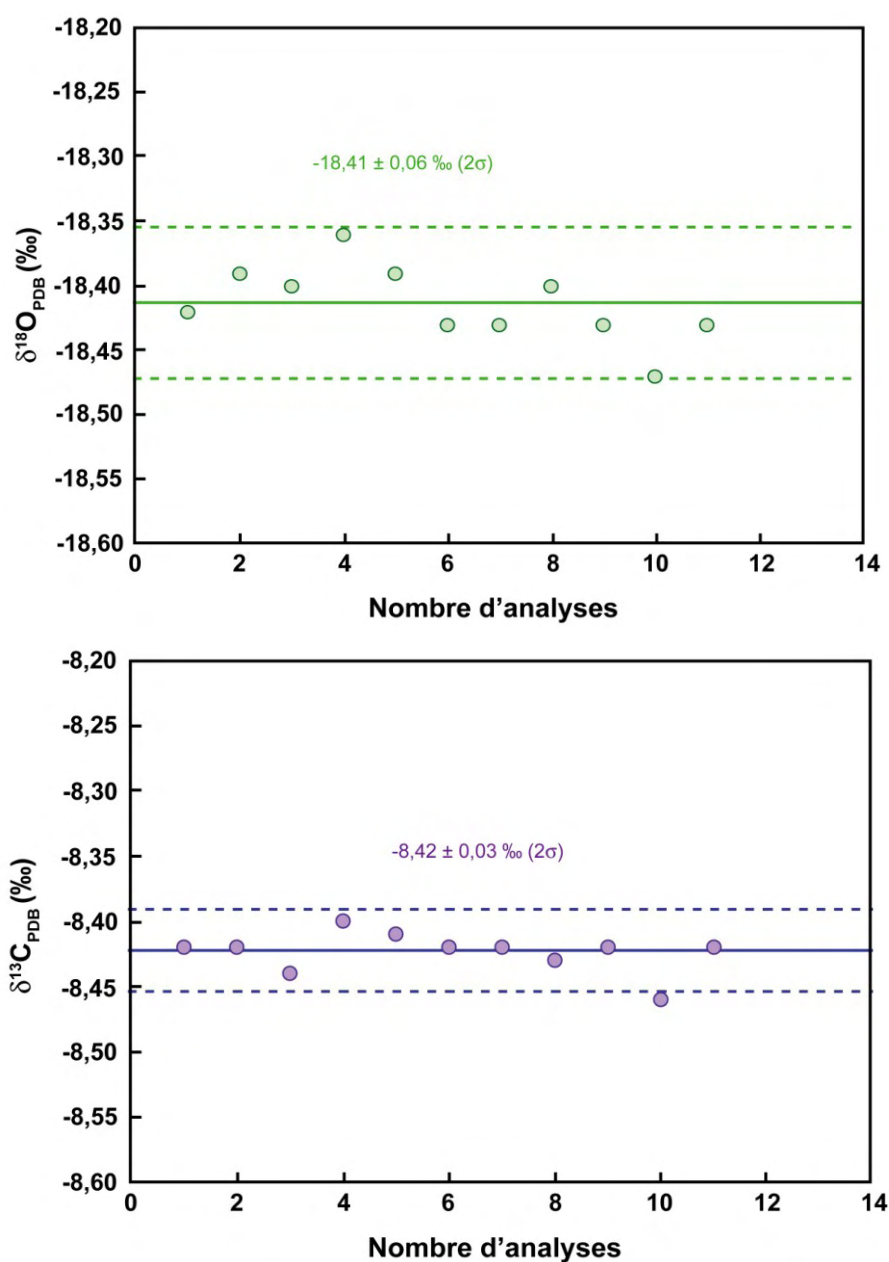 -18,20
-18,25
-18,30
-18,35
-18,40
-18,45
-18,50
-18,55
-18,60
δ¹⁸O_PDB (‰)
-18,41 ± 0,06 ‰ (2σ)
0 2 4 6 8 10 12 14
Nombre d’analyses
-8,20
-8,25
-8,30
-8,35
-8,40
-8,45
-8,50
-8,55
-8,60
δ¹³C_PDB (‰)
-8,42 ± 0,03 ‰ (2σ)
0 2 4 6 8 10 12 14
Nombre d’analyses